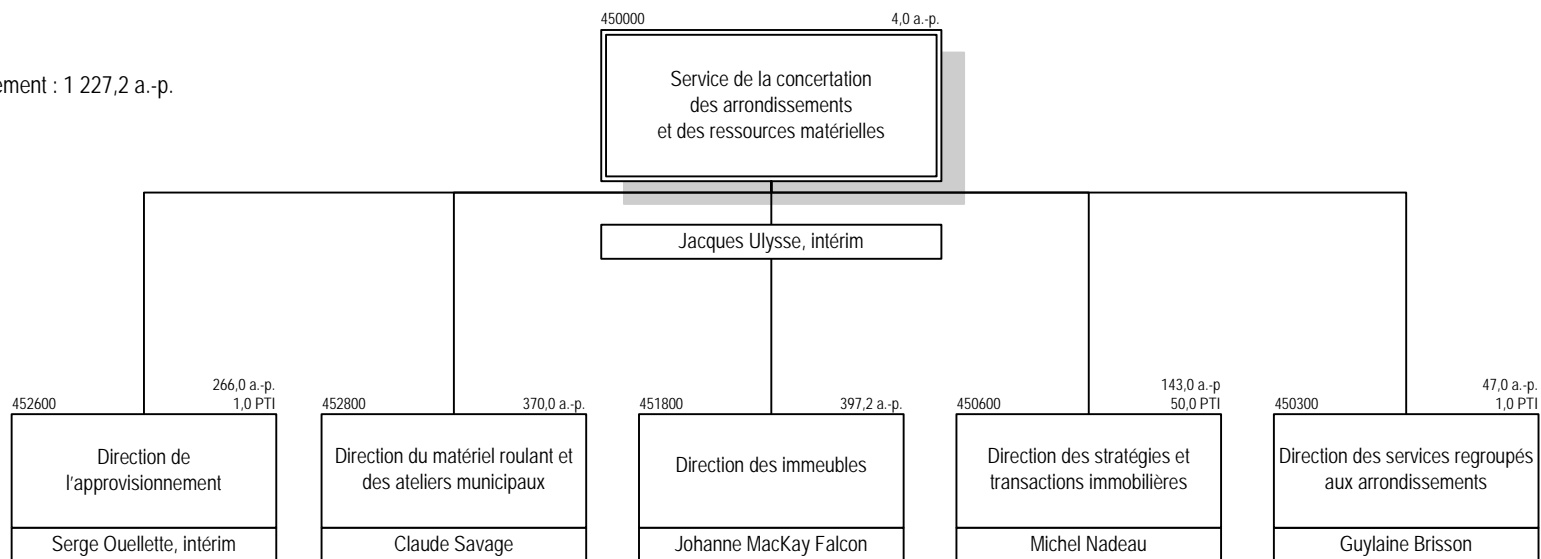 450000 4,0 a.-p.
Service de la concertation
des arrondissements
et des ressources matérielles
: 1 227,2 a.-p.
Jacques Ulysse, intérim
266,0 a.-p.
452600 1,0 PTI
Direction de
l'approvisionnement
Serge Ouellette, intérim
452800 370,0 a.-p.
Direction du matériel roulant et
des ateliers municipaux
Claude Savage
451800 397,2 a.-p.
Direction des immeubles
Johanne MacKay Falcon
143,0 a.-p
450600 50,0 PTI
Direction des stratégies et
transactions immobilières
Michel Nadeau
47,0 a.-p.
450300 1,0 PTI
Direction des services regroupés
aux arrondissements
Guylaine Brisson